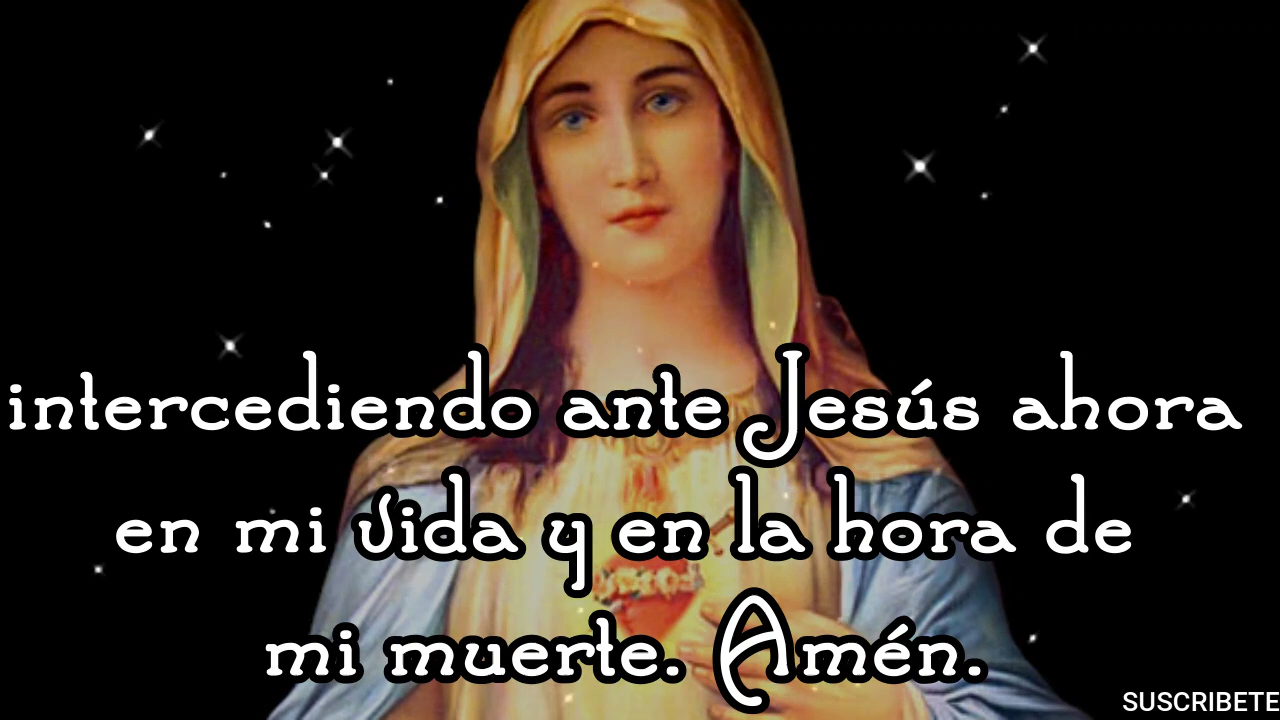 intercediendo ante Jesús ahora
en mi vida y en la hora de
mi muerte. Amén.
SUSCRIBETE